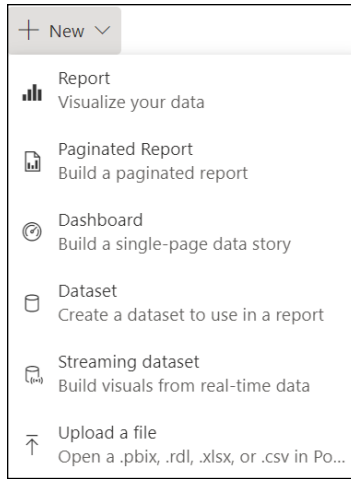 New
Report
Visualize your data
Paginated Report
Build a paginated report
Dashboard
Build a single-page data story
Dataset
Create a dataset to use in a report
Streaming dataset
Build visuals from real-time data
Upload a file
Open a .pbix, .rdl, .xlsx, or .csv in Po...